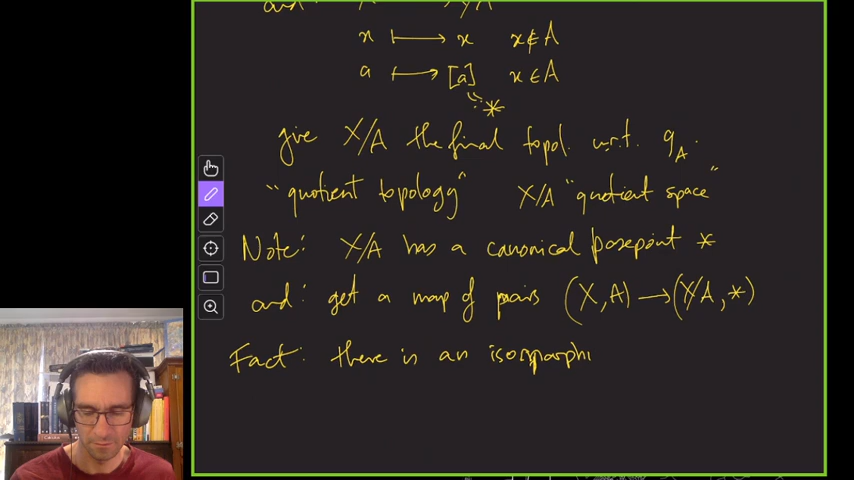 and: X/A
x ⟼ x x∉A
a ⟼ [a] x∈A
*
give X/A the final topol. w.r.t. q_A.
"quotient topology" X/A "quotient space"
Note: X/A has a canonical basepoint *
and: get a map of pairs (X,A) → (X/A, *)
Fact: there is an isomorphi